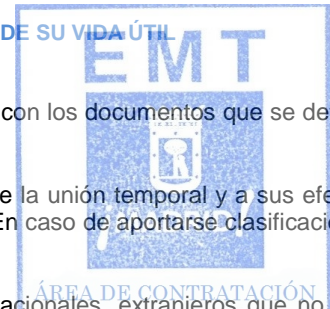 DE SU VIDA ÚTIL
EMT
con los documentos que se de
e la unión temporal y a sus efe
En caso de aportarse clasificació
¡MADRID!
ÁREA DE CONTRATACIÓN
acionales, extranjeros que no